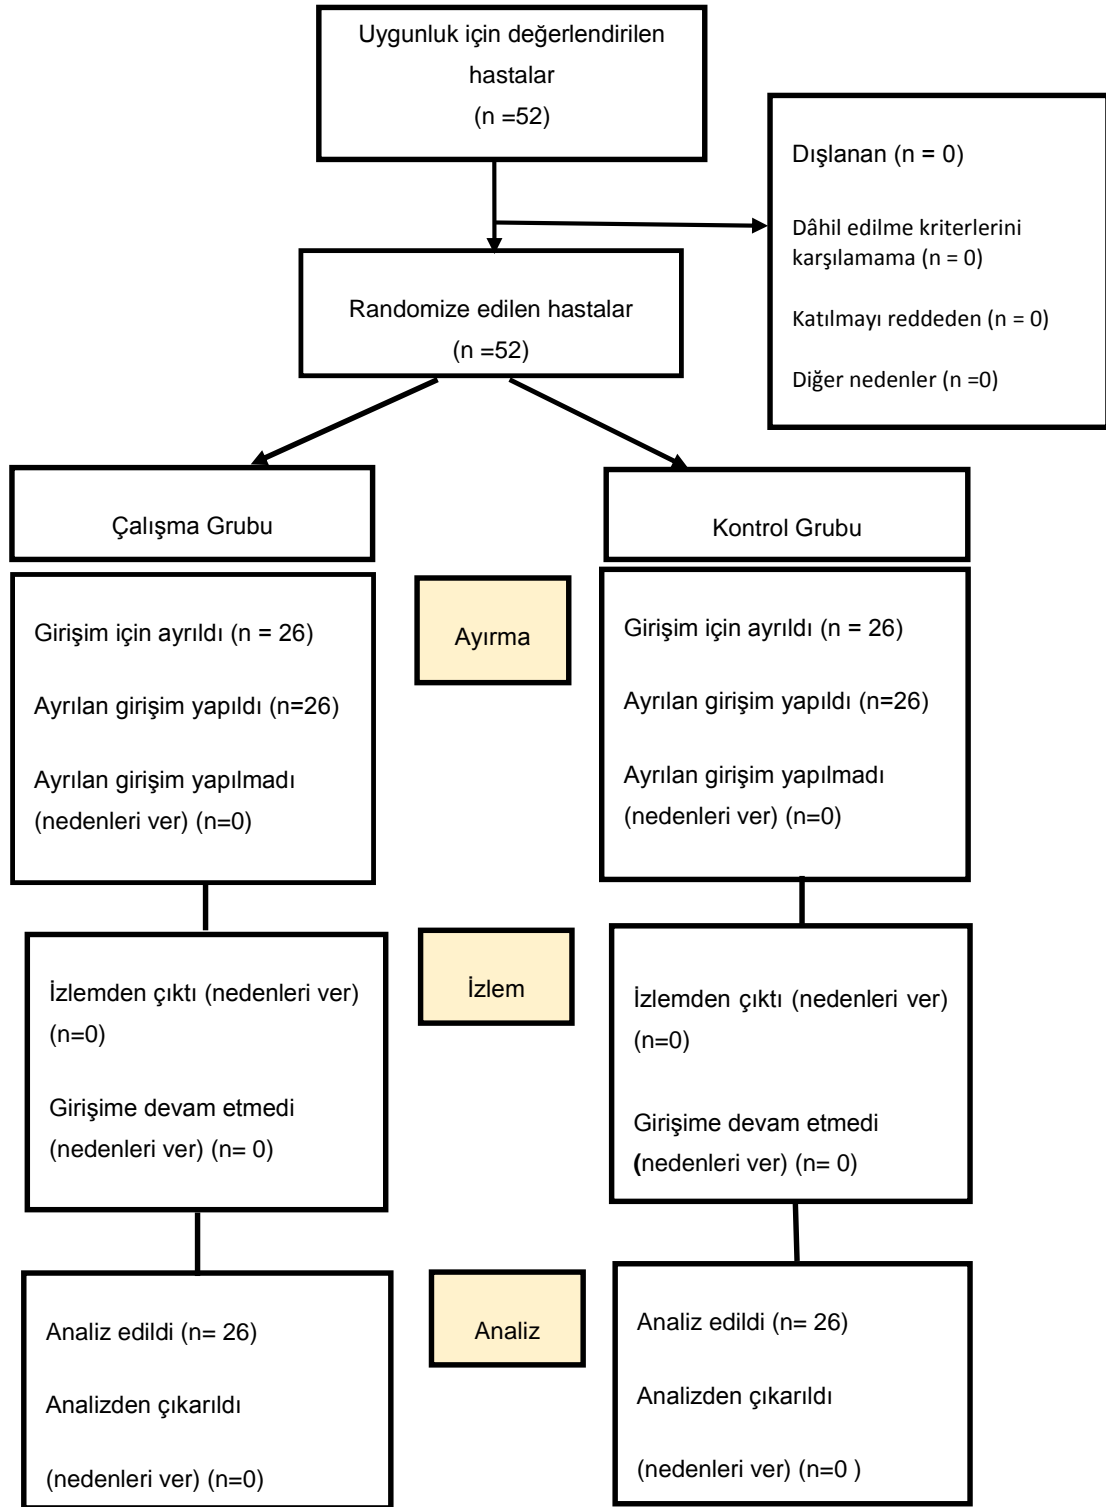 Uygunluk için değerlendirilen
hastalar
(n =52)
Dışlanan (n = 0)
Dâhil edilme kriterlerini
karşılamama (n = 0)
Katılmayı reddeden (n = 0)
Diğer nedenler (n =0)
Randomize edilen hastalar
(n =52)
Çalışma Grubu
Kontrol Grubu
Girişim için ayrıldı (n = 26)
Ayrılan girişim yapıldı (n=26)
Ayrılan girişim yapılmadı
(nedenleri ver) (n=0)
Ayırma
Girişim için ayrıldı (n = 26)
Ayrılan girişim yapıldı (n=26)
Ayrılan girişim yapılmadı
(nedenleri ver) (n=0)
İzlemden çıktı (nedenleri ver)
(n=0)
Girişime devam etmedi
(nedenleri ver) (n= 0)
İzlem
İzlemden çıktı (nedenleri ver)
(n=0)
Girişime devam etmedi
(nedenleri ver) (n= 0)
Analiz edildi (n= 26)
Analizden çıkarıldı
(nedenleri ver) (n=0)
Analiz
Analiz edildi (n= 26)
Analizden çıkarıldı
(nedenleri ver) (n=0 )